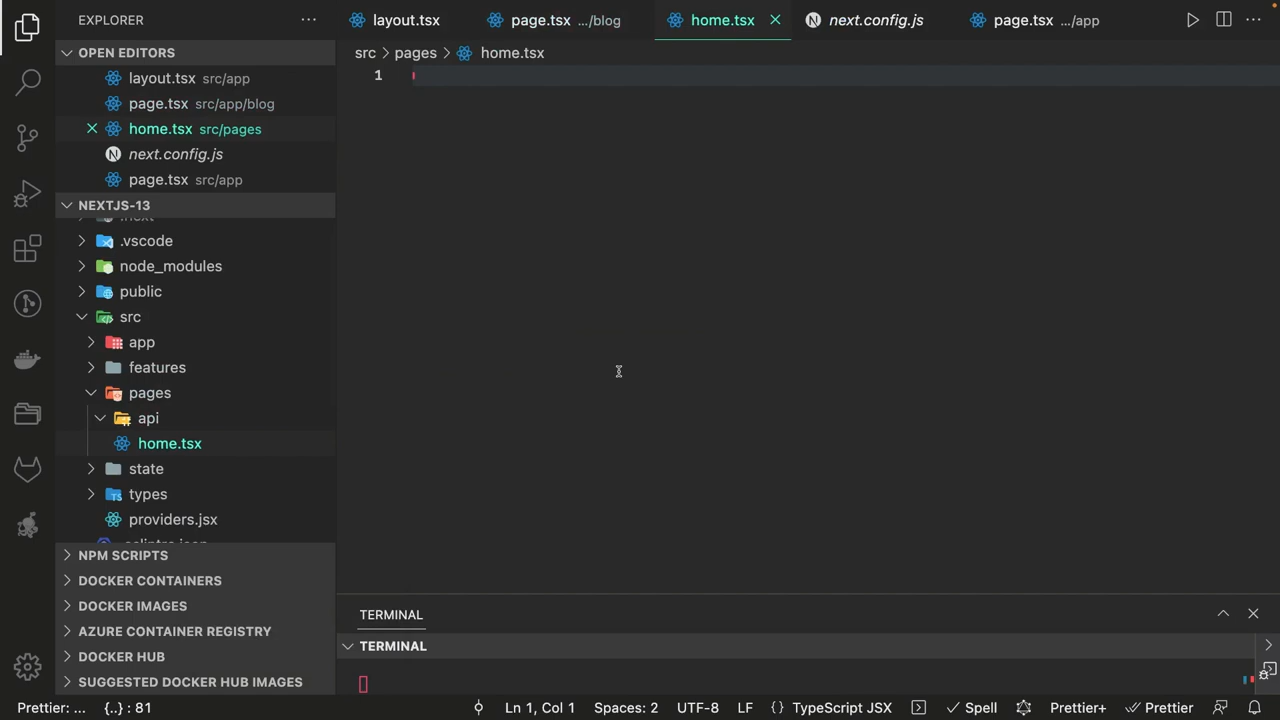 EXPLORER
layout.tsx
page.tsx .../blog
home.tsx
next.config.js
page.tsx .../app
OPEN EDITORS
layout.tsx src/app
page.tsx src/app/blog
home.tsx src/pages
next.config.js
page.tsx src/app
src > pages > home.tsx
1
NEXTJS-13
.next
.vscode
node_modules
public
src
app
features
pages
api
home.tsx
state
types
providers.jsx
.eslintrc.json
NPM SCRIPTS
DOCKER CONTAINERS
DOCKER IMAGES
AZURE CONTAINER REGISTRY
DOCKER HUB
SUGGESTED DOCKER HUB IMAGES
TERMINAL
TERMINAL
Prettier: ...
{..} : 81
Ln 1, Col 1
Spaces: 2
UTF-8
LF
{} TypeScript JSX
Spell
Prettier+
Prettier